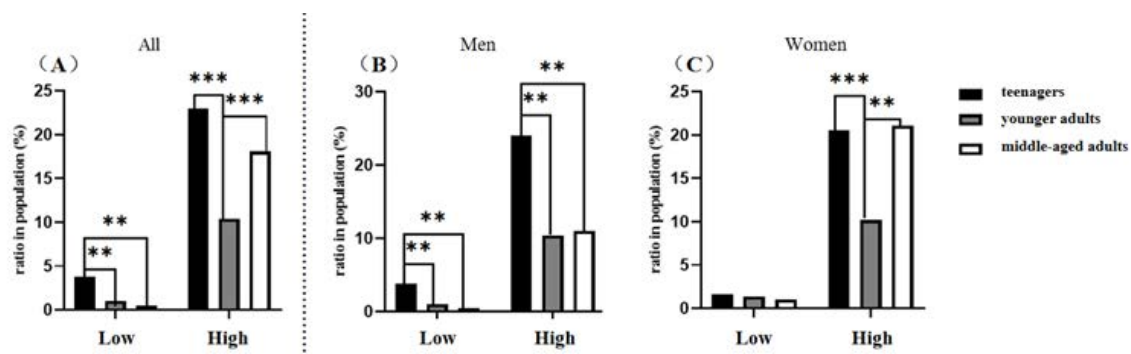 All
Men
Women
（A）
（B）
（C）
ratio in population (%)
25
20
15
10
5
0
**
**
***
***
Low
High
ratio in population (%)
30
20
10
0
**
**
**
**
Low
High
ratio in population (%)
25
20
15
10
5
0
***
**
Low
High
teenagers
younger adults
middle-aged adults